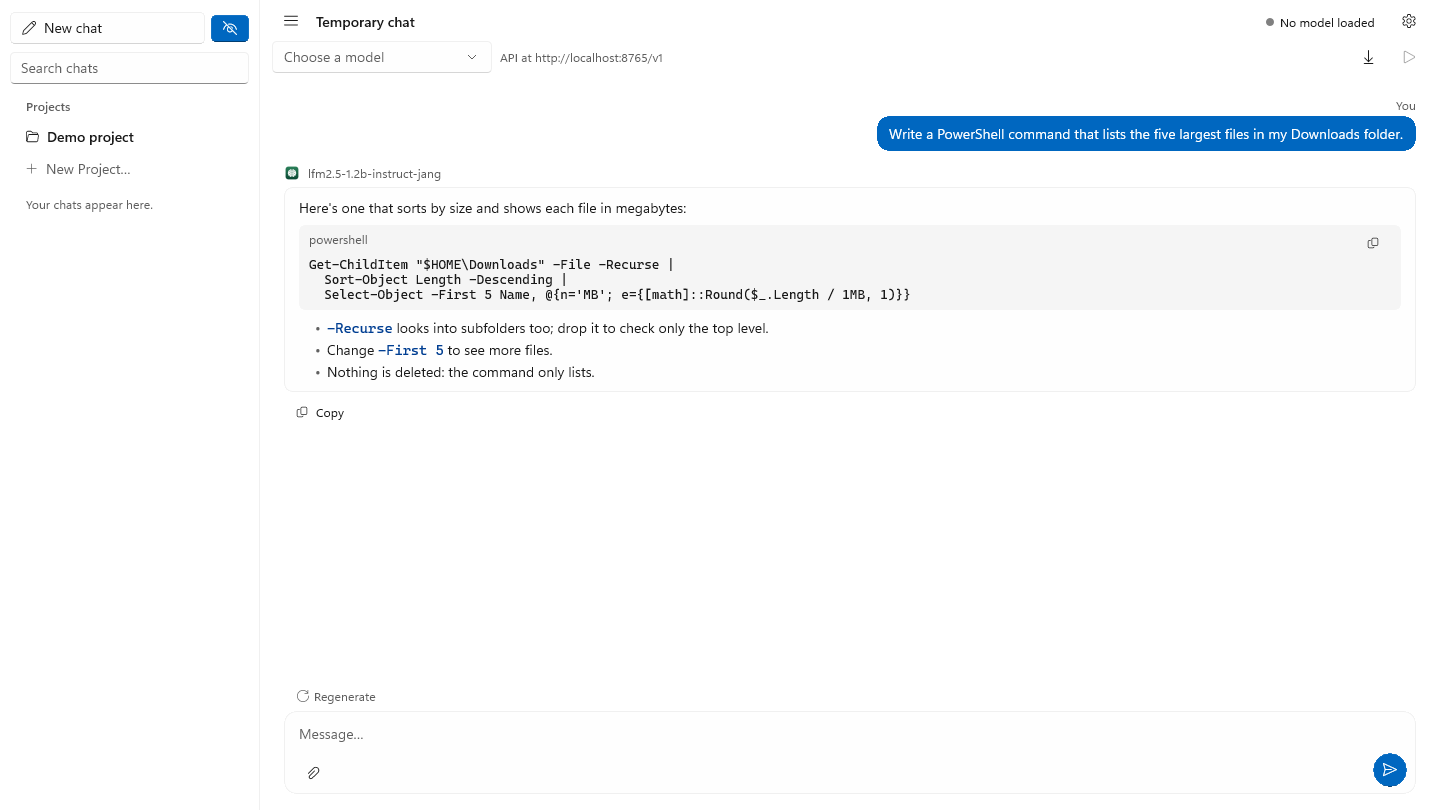 New chat
Search chats
Projects
Demo project
New Project...
Your chats appear here.
Temporary chat
No model loaded
Choose a model
API at http://localhost:8765/v1
You
Write a PowerShell command that lists the five largest files in my Downloads folder.
lfm2.5-1.2b-instruct-jang
Here's one that sorts by size and shows each file in megabytes:
powershell
Get-ChildItem "$HOME\Downloads" -File -Recurse |
  Sort-Object Length -Descending |
  Select-Object -First 5 Name, @{n='MB'; e={[math]::Round($_.Length / 1MB, 1)}}
• -Recurse looks into subfolders too; drop it to check only the top level.
• Change -First 5 to see more files.
• Nothing is deleted: the command only lists.
Copy
Regenerate
Message...